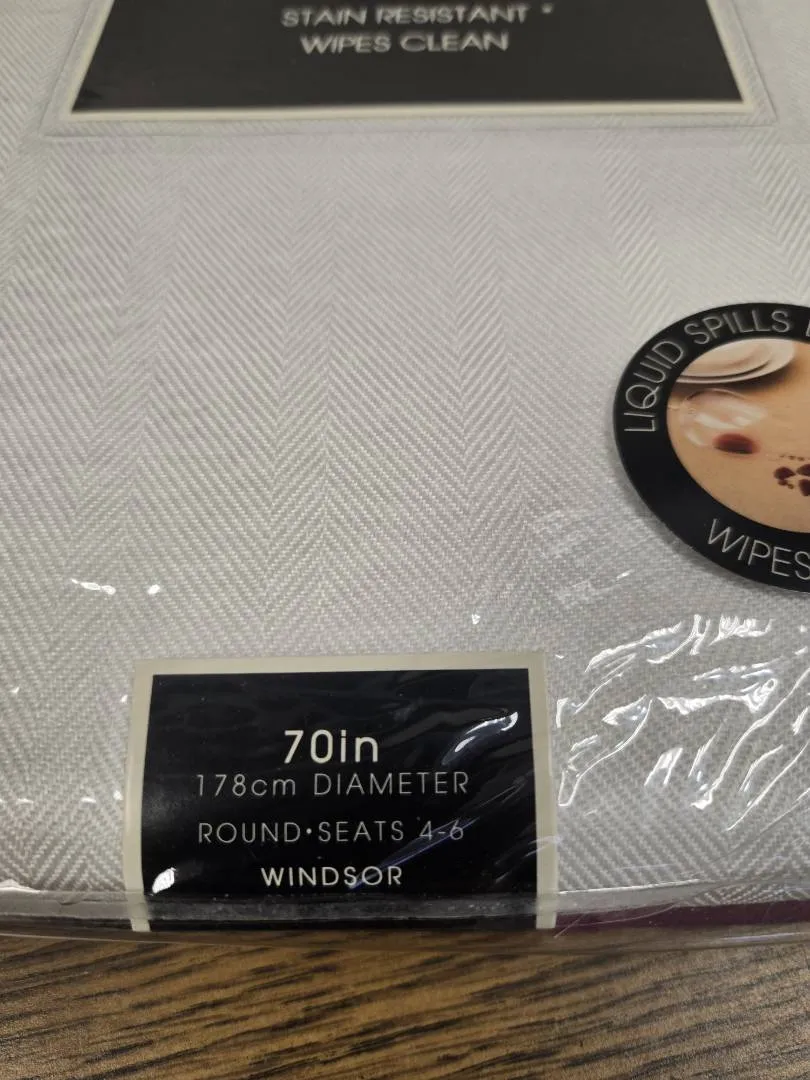 STAIN RESISTANT *
WIPES CLEAN
LIQUID SPILLS
WIPES
70in
178cm DIAMETER
ROUND•SEATS 4-6
WINDSOR